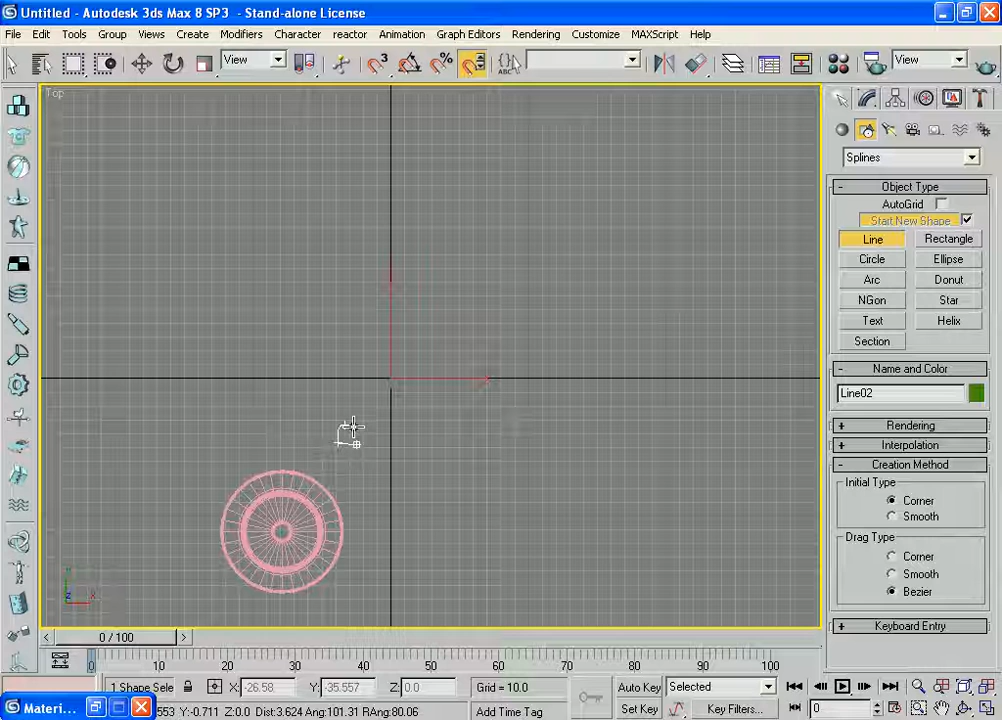 Untitled - Autodesk 3ds Max 8 SP3 - Stand-alone License
File Edit Tools Group Views Create Modifiers Character reactor Animation Graph Editors Rendering Customize MAXScript Help
View
3
%
ABC
View
Top
Splines
- Object Type
AutoGrid
Start New Shape
Line Rectangle
Circle Ellipse
Arc Donut
NGon Star
Text Helix
Section
- Name and Color
Line02
+ Rendering
+ Interpolation
- Creation Method
Initial Type
Corner
Smooth
Drag Type
Corner
Smooth
Bezier
+ Keyboard Entry
z x
< 0 / 100 >
0 10 20 30 40 50 60 70 80 90 100
1 Shape Sele X: -26.58 Y: -35.557 Z: 0.0 Grid = 10.0 Auto Key Selected
Materi... 553 Y:-0.711 Z:0.0 Dist:3.624 Ang:101.31 RAng:80.06 Add Time Tag Set Key Key Filters... 0